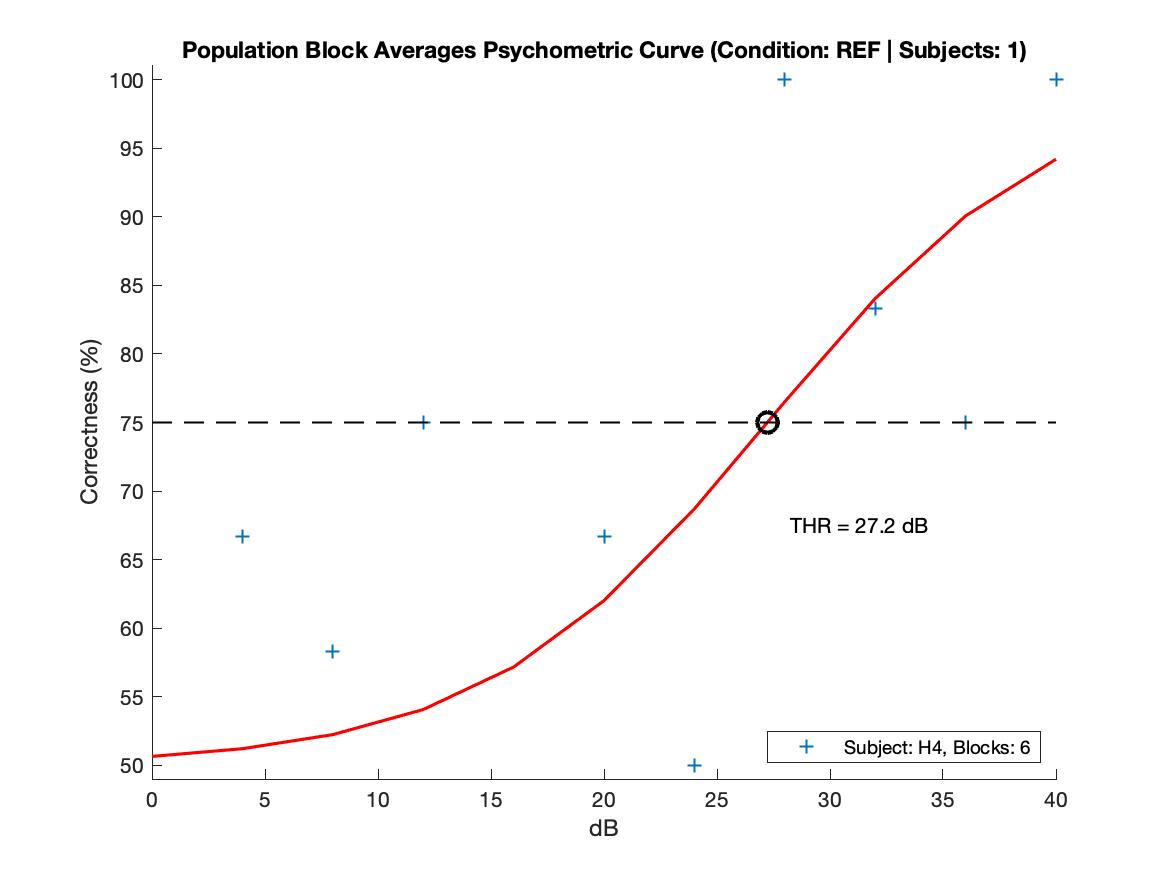 Population Block Averages Psychometric Curve (Condition: REF | Subjects: 1)
100
95
90
85
80
75
70
65
60
55
50
Correctness (%)
THR = 27.2 dB
Subject: H4, Blocks: 6
0 5 10 15 20 25 30 35 40
dB